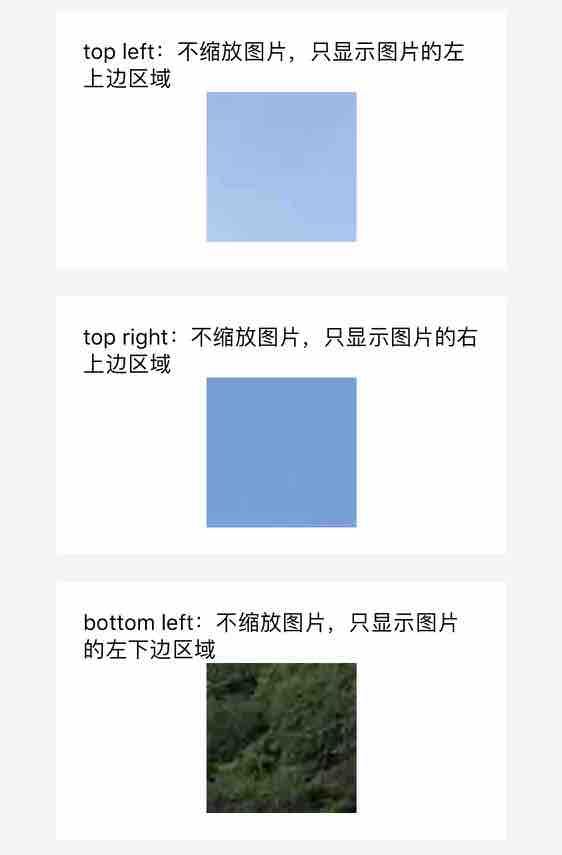 top left：不缩放图片，只显示图片的左
上边区域
top right：不缩放图片，只显示图片的右
上边区域
bottom left：不缩放图片，只显示图片
的左下边区域